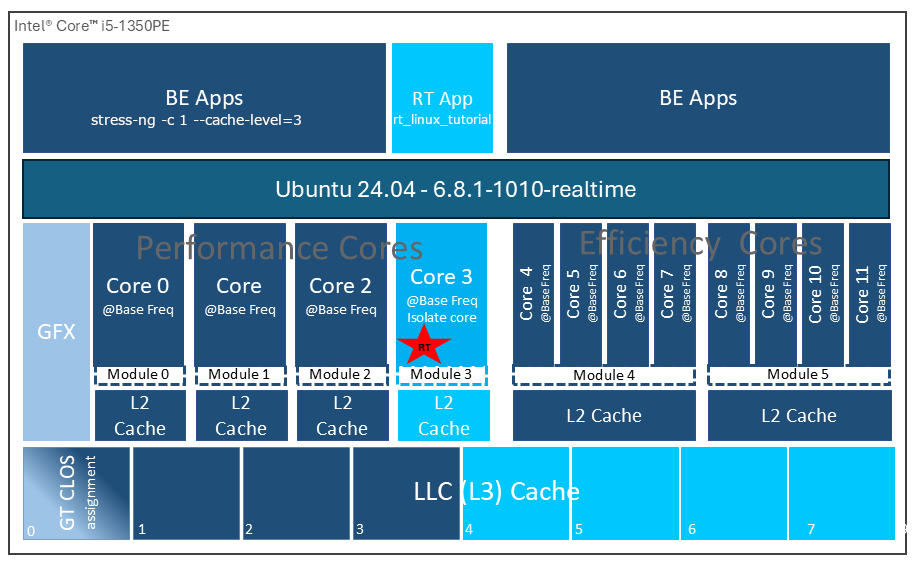 Intel® Core™ i5-1350PE
BE Apps
stress-ng -c 1 --cache-level=3
RT App
rt_linux_tutorial
BE Apps
Ubuntu 24.04 - 6.8.1-1010-realtime
Performance Cores
Efficiency Cores
GFX
Core 0
@Base Freq
Core
@Base Freq
Core 2
@Base Freq
Core 3
@Base Freq
Isolate core
RT
Core 4
@Base Freq
Core 5
@Base Freq
Core 6
@Base Freq
Core 7
@Base Freq
Core 8
@Base Freq
Core 9
@Base Freq
Core 10
@Base Freq
Core 11
@Base Freq
Module 0
Module 1
Module 2
Module 3
Module 4
Module 5
L2
Cache
L2
Cache
L2
Cache
L2
Cache
L2 Cache
L2 Cache
GT CLOS
assignment
LLC (L3) Cache
0
1
2
3
4
5
6
7